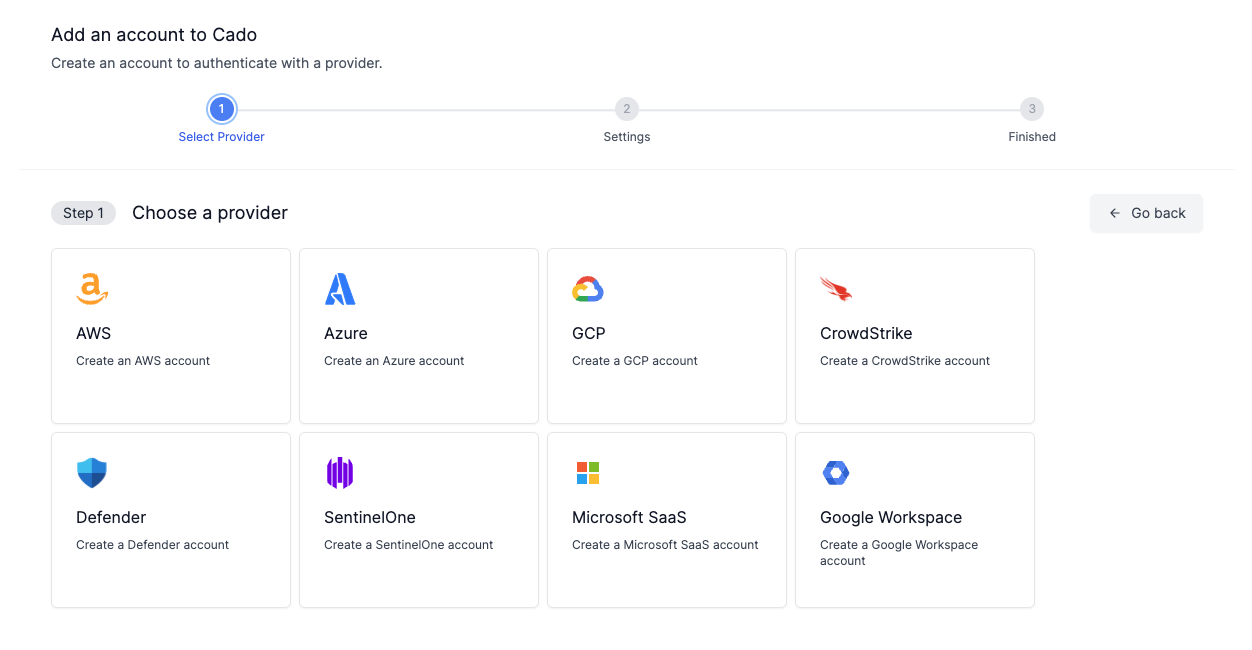 Add an account to Cado
Create an account to authenticate with a provider.
1
2
3
Select Provider
Settings
Finished
Step 1
Choose a provider
Go back
AWS
Create an AWS account
Azure
Create an Azure account
GCP
Create a GCP account
CrowdStrike
Create a CrowdStrike account
Defender
Create a Defender account
SentinelOne
Create a SentinelOne account
Microsoft SaaS
Create a Microsoft SaaS account
Google Workspace
Create a Google Workspace
account